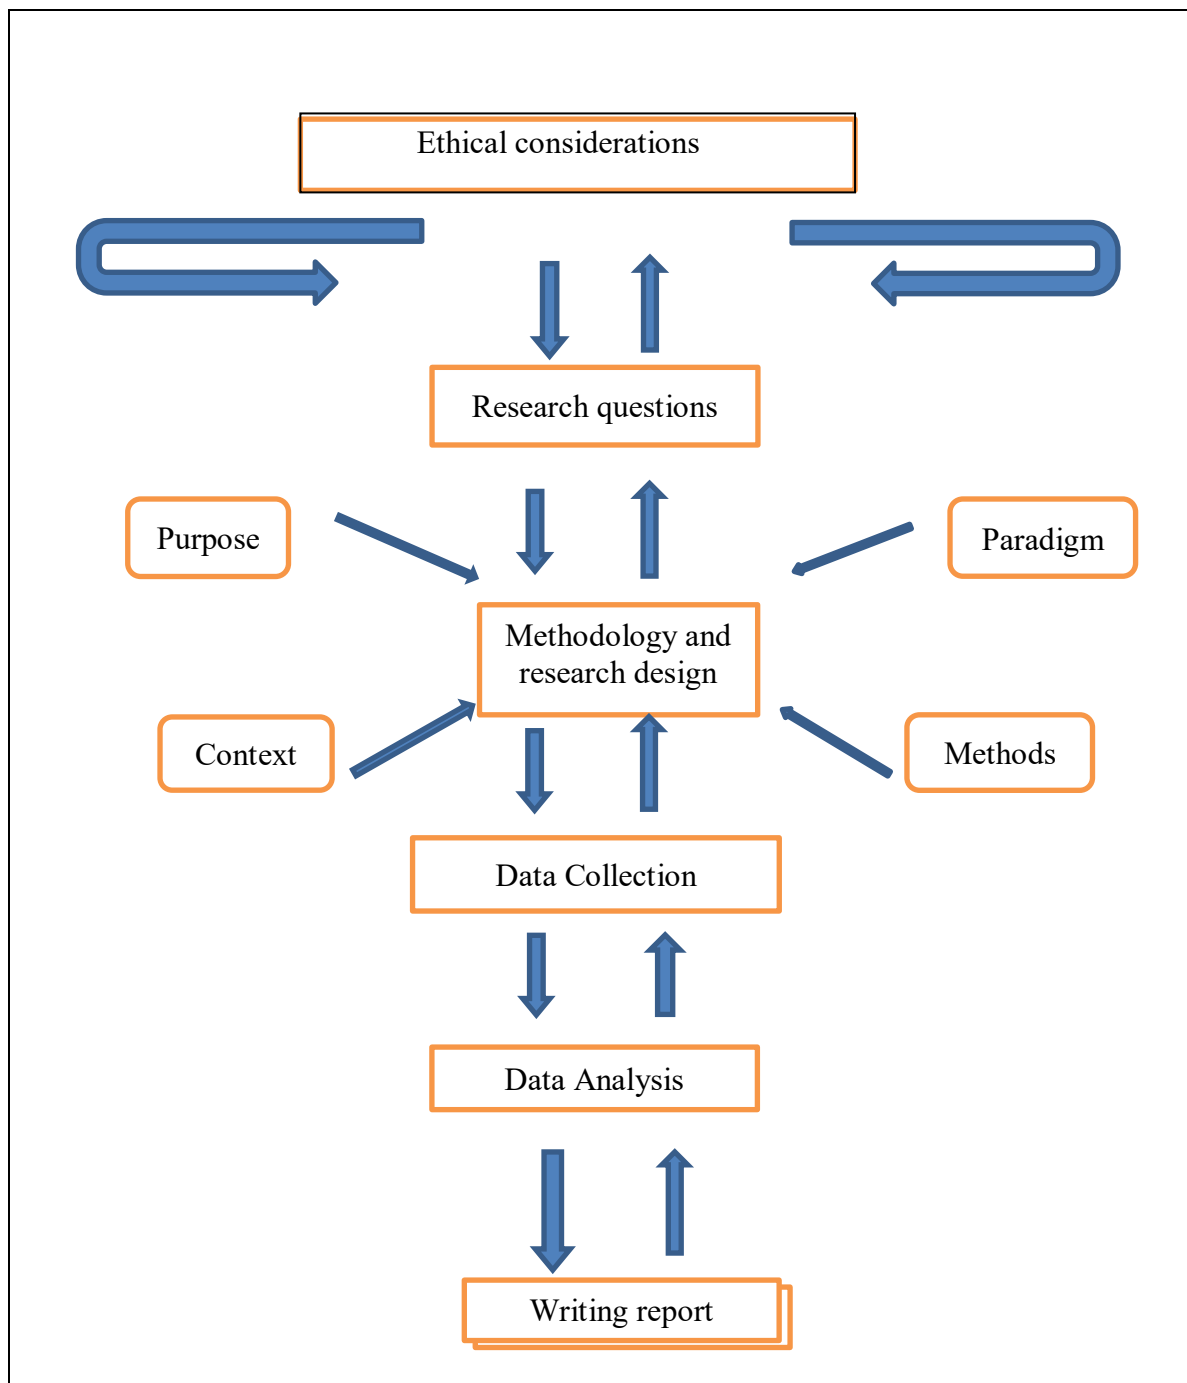 Ethical considerations
Research questions
Purpose
Paradigm
Methodology and
research design
Context
Methods
Data Collection
Data Analysis
Writing report